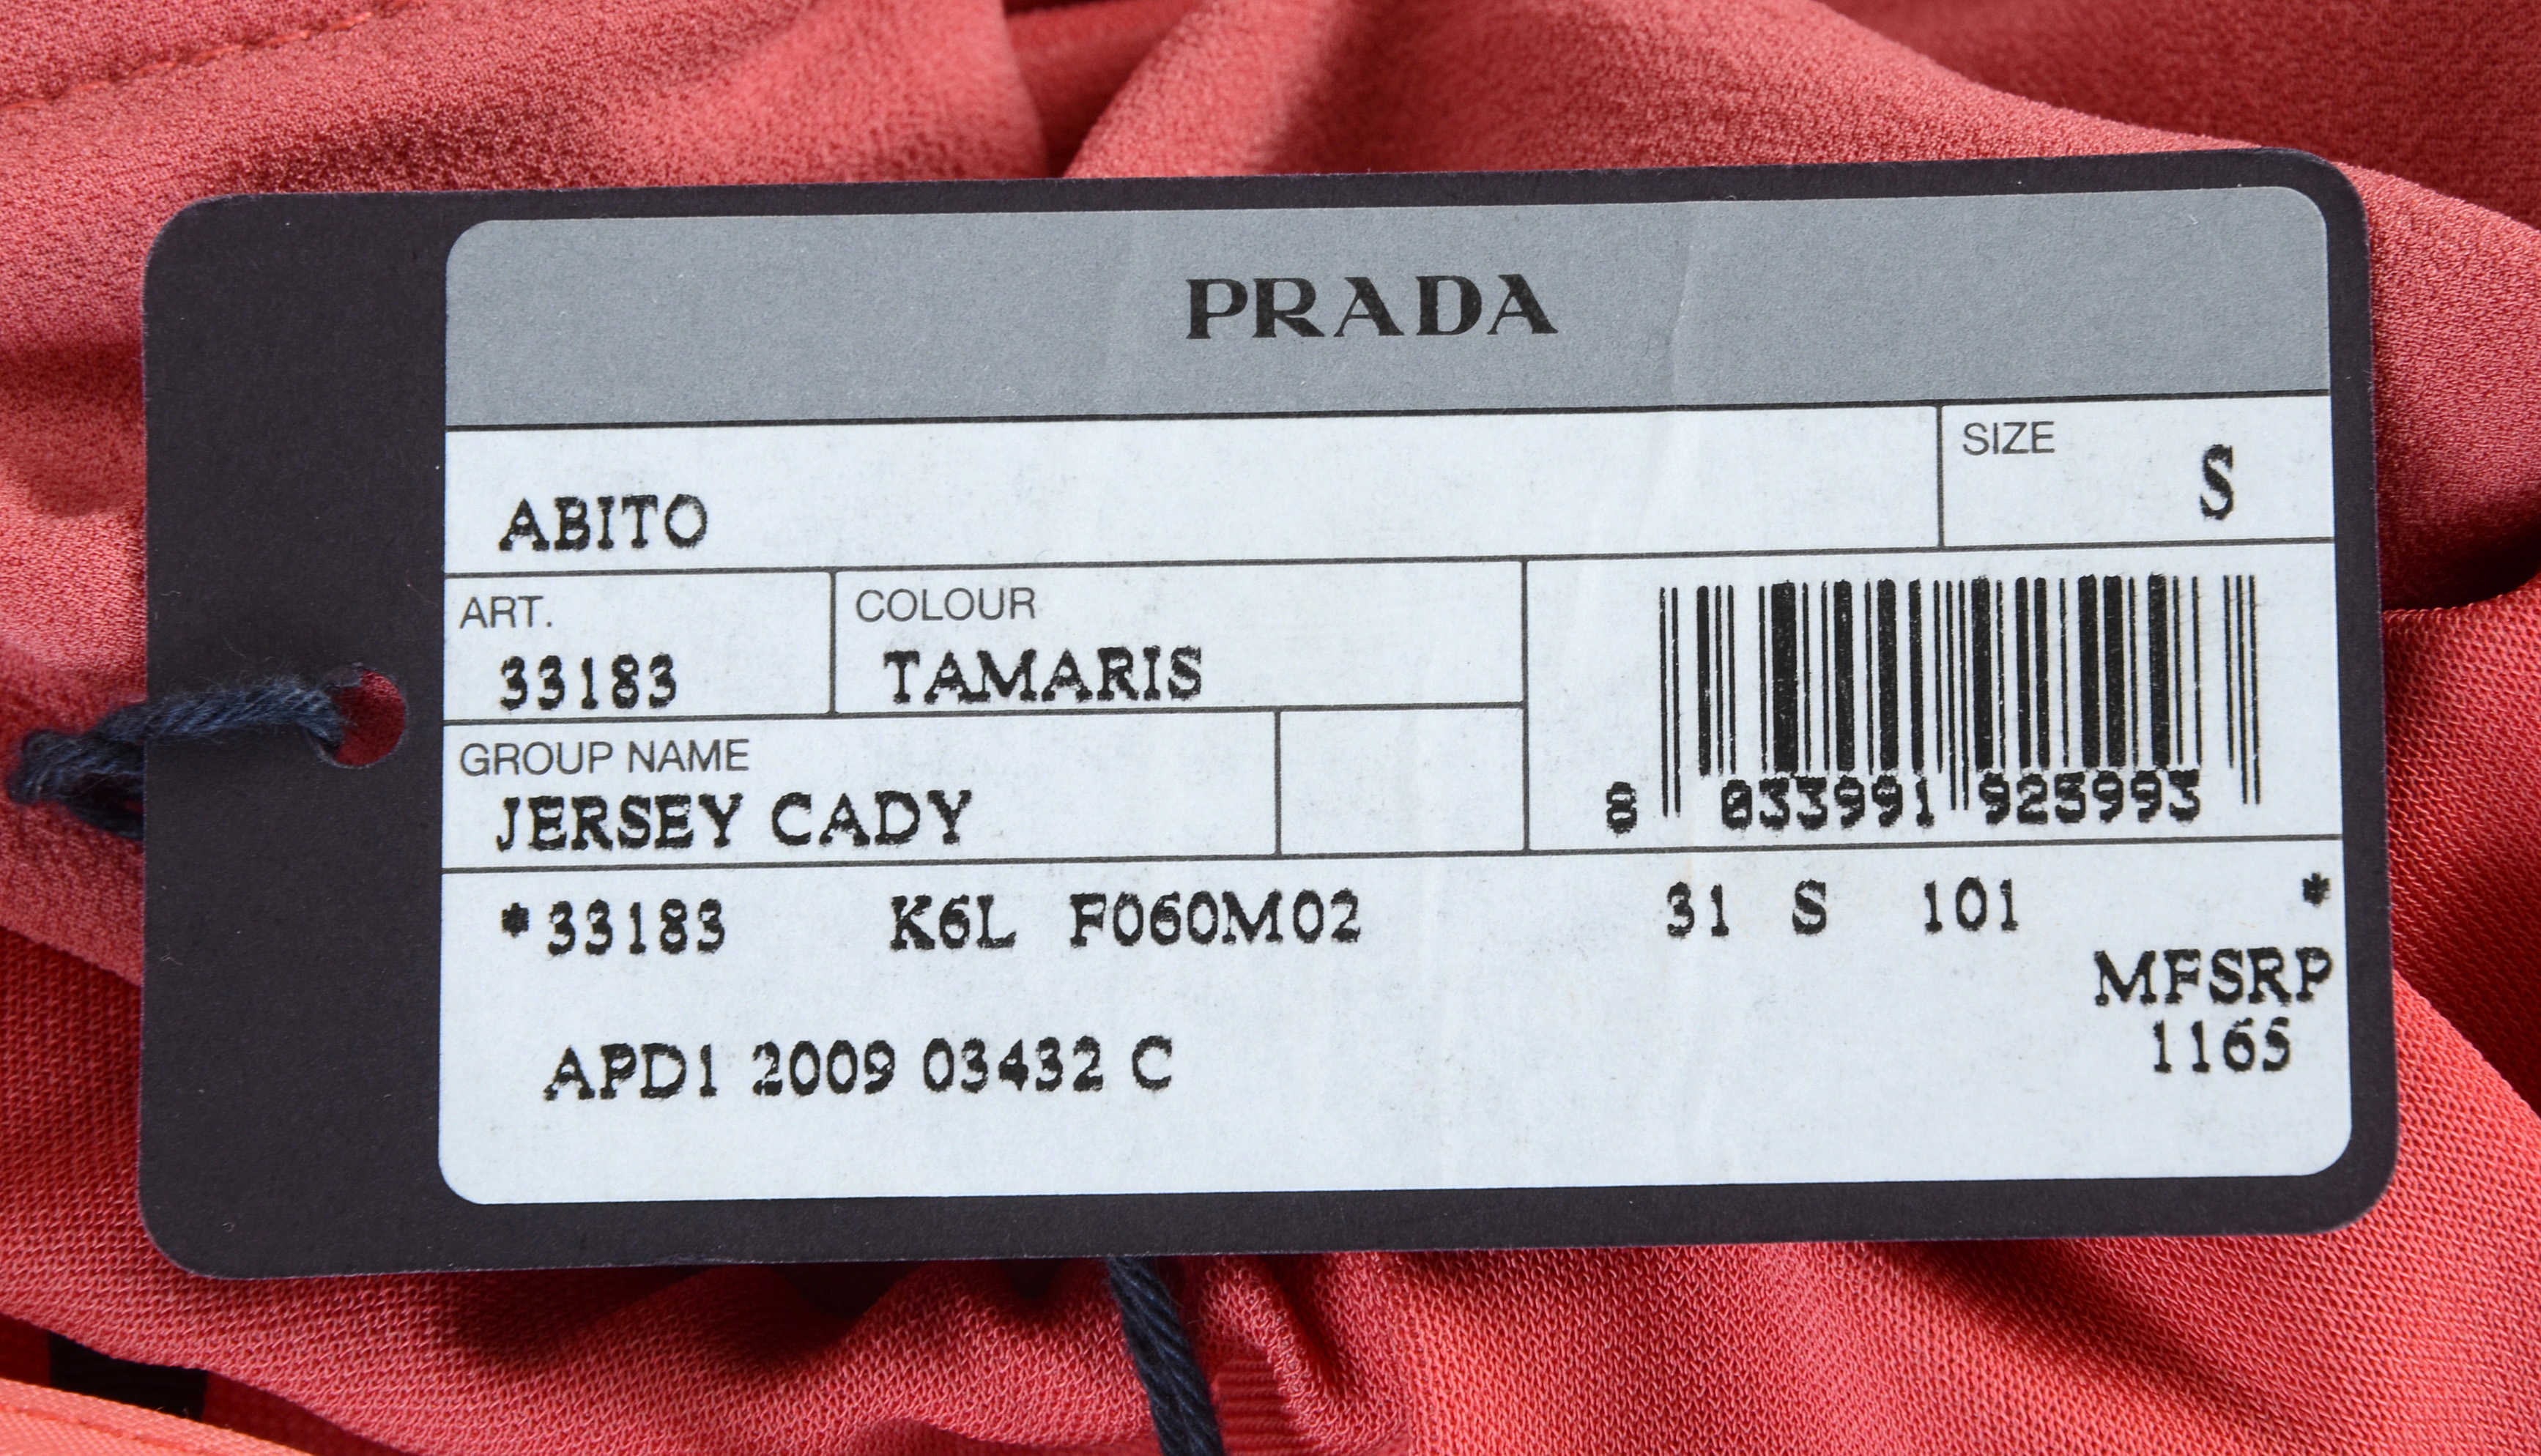 PRADA
ABITO
SIZE
S
ART.
33183
COLOUR
TAMARIS
GROUP NAME
JERSEY CADY
8 033991 923993
*33183 K6L F060M02 31 S 101 *
MFSRP
1165
APD1 2009 03432 C